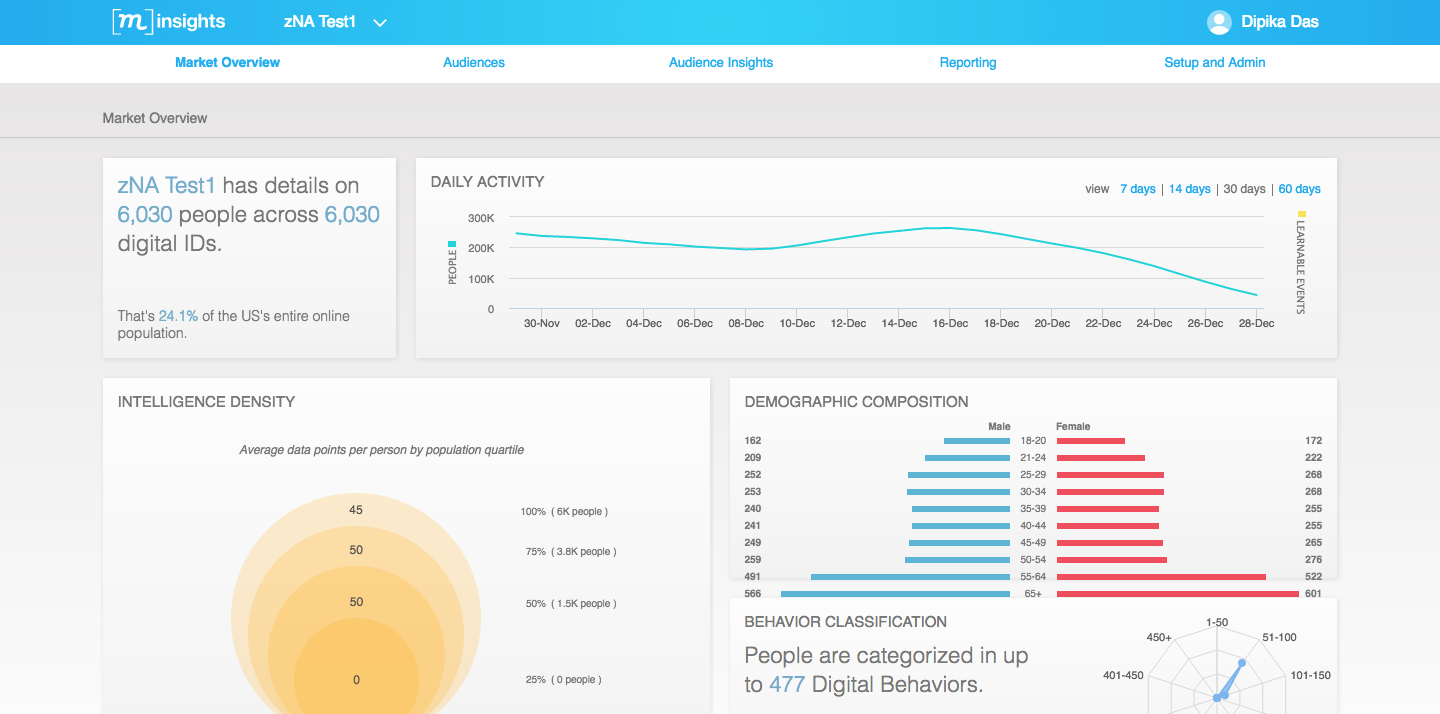 [m] insights
zNA Test1
Dipika Das
Market Overview
Audiences
Audience Insights
Reporting
Setup and Admin
Market Overview
zNA Test1 has details on
6,030 people across 6,030
digital IDs.
That's 24.1% of the US's entire online
population.
DAILY ACTIVITY
view 7 days | 14 days | 30 days | 60 days
PEOPLE
300K
200K
100K
0
LEARNABLE EVENTS
30-Nov 02-Dec 04-Dec 06-Dec 08-Dec 10-Dec 12-Dec 14-Dec 16-Dec 18-Dec 20-Dec 22-Dec 24-Dec 26-Dec 28-Dec
INTELLIGENCE DENSITY
Average data points per person by population quartile
45 100% ( 6K people )
50 75% ( 3.8K people )
50 50% ( 1.5K people )
0 25% ( 0 people )
DEMOGRAPHIC COMPOSITION
Male Female
162 18-20 172
209 21-24 222
252 25-29 268
253 30-34 268
240 35-39 255
241 40-44 255
249 45-49 265
259 50-54 276
491 55-64 522
566 65+ 601
BEHAVIOR CLASSIFICATION
People are categorized in up
to 477 Digital Behaviors.
1-50
450+ 51-100
401-450 101-150